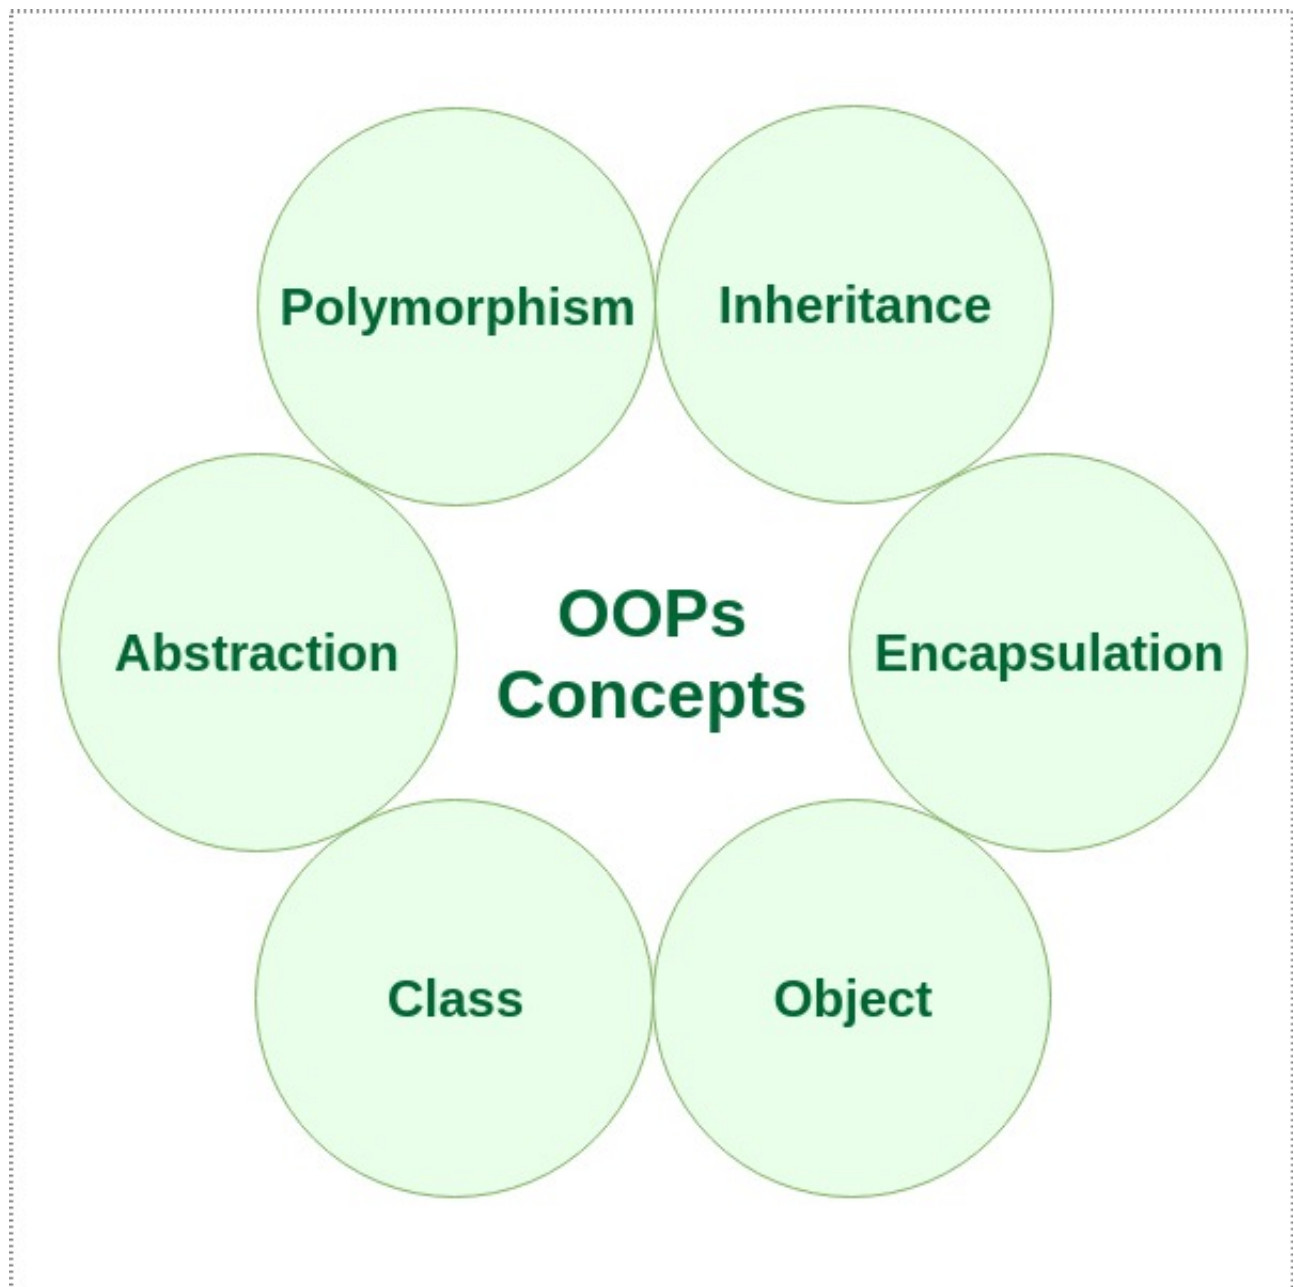 Polymorphism
Inheritance
Abstraction
OOPs
Concepts
Encapsulation
Class
Object